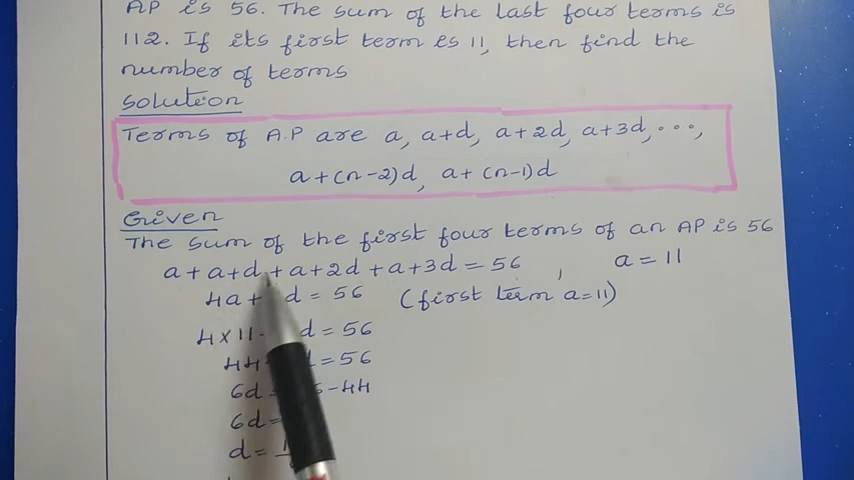 AP is 56. The sum of the last four terms is
112. If its first term is 11, then find the
number of terms
Solution
Terms of A.P are a, a+d, a+2d, a+3d, ...,
a+(n-2)d, a+(n-1)d
Given
The sum of the first four terms of an AP is 56
a + a+d + a+2d + a+3d = 56 , a = 11
4a + d = 56 (first term a=11)
4×11 d = 56
44 d = 56
6d -44
6d=
d =